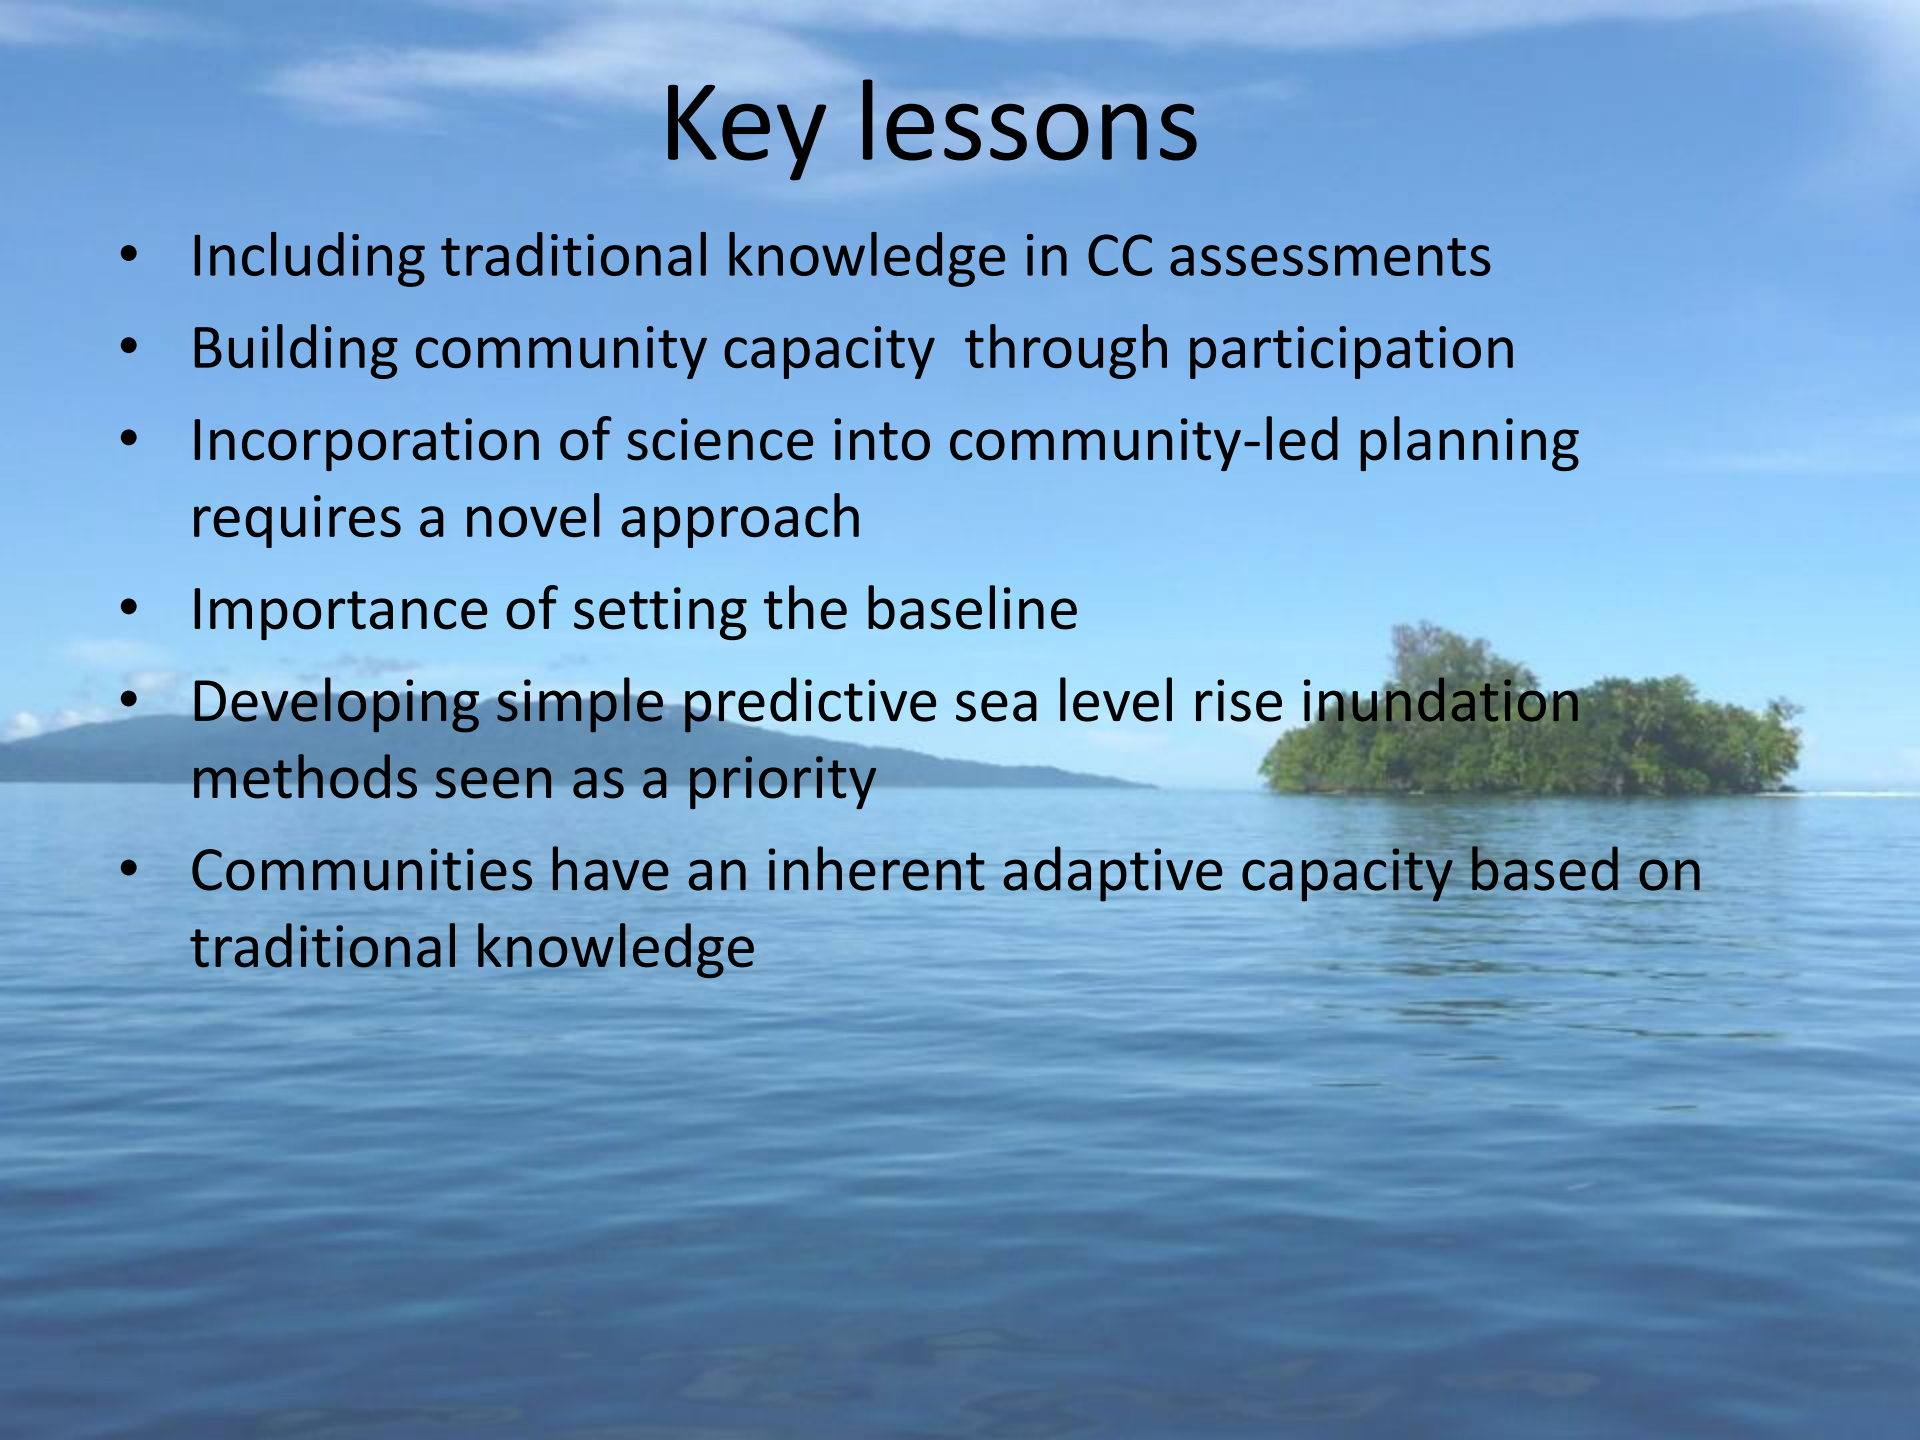 Key lessons
• Including traditional knowledge in CC assessments
• Building community capacity  through participation
• Incorporation of science into community-led planning
requires a novel approach
• Importance of setting the baseline
• Developing simple predictive sea level rise inundation
methods seen as a priority
• Communities have an inherent adaptive capacity based on
traditional knowledge